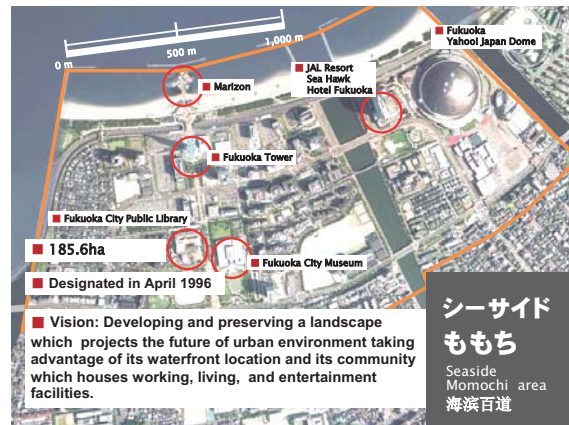 0 m
500 m
1,000 m
Marizon
JAL Resort
Sea Hawk
Hotel Fukuoka
Fukuoka
Yahoo! Japan Dome
Fukuoka Tower
Fukuoka City Public Library
185.6ha
Fukuoka City Museum
Designated in April 1996
Vision: Developing and preserving a landscape
which projects the future of urban environment taking
advantage of its waterfront location and its community
which houses working, living, and entertainment
facilities.
シーサイド
ももち
Seaside
Momochi area
海浜百道